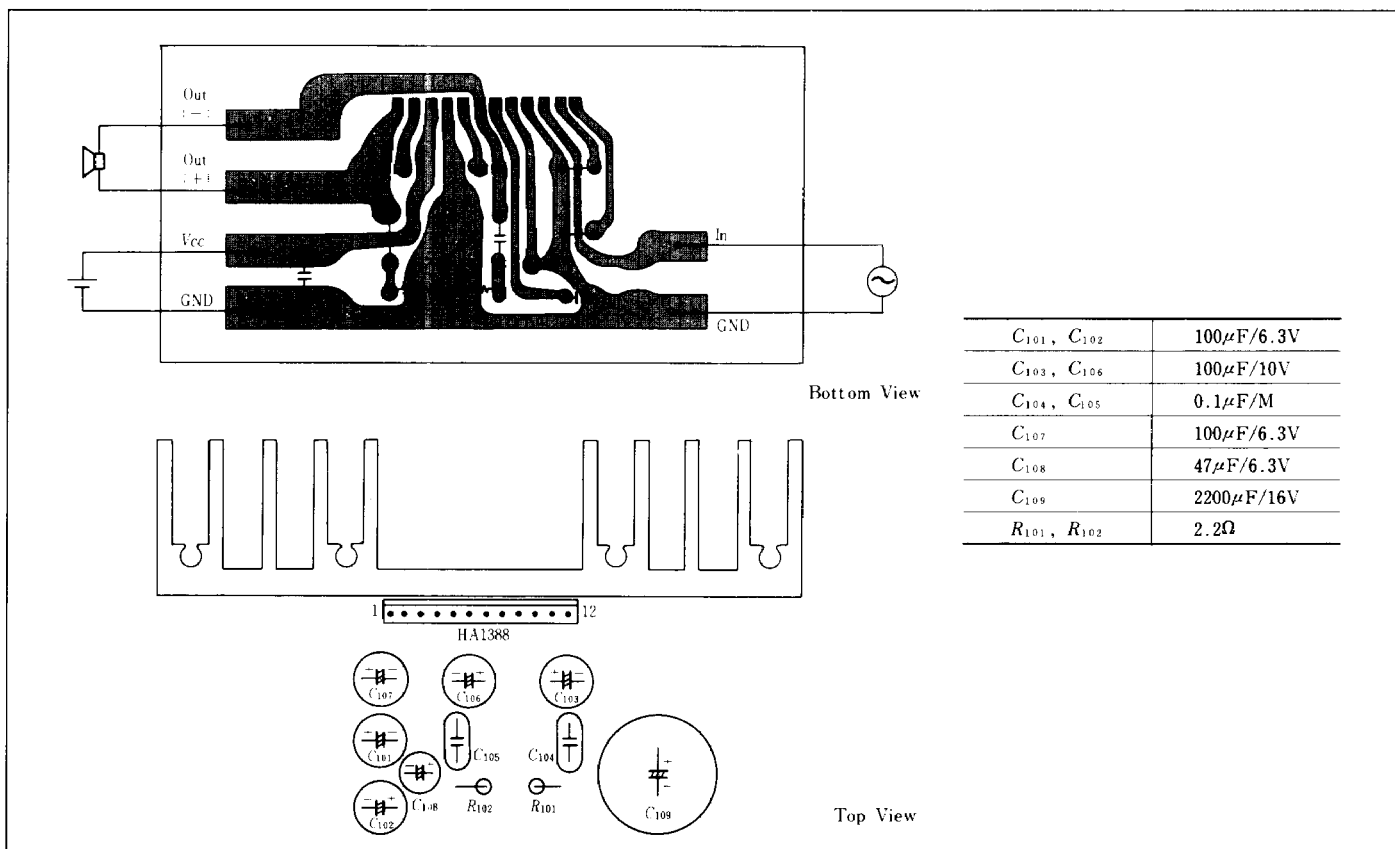 Out
(−)
Out
(+)
Vcc
GND
In
GND
Bottom View
C101, C102 100μF/6.3V
C103, C106 100μF/10V
C104, C105 0.1μF/M
C107 100μF/6.3V
C108 47μF/6.3V
C109 2200μF/16V
R101, R102 2.2Ω
1 12
HA1388
+ − − + + −
C107 C106 C103
+ −
C101 C105 C104
− +
C108 R102 R101
− +
C102
+
−
C109
Top View